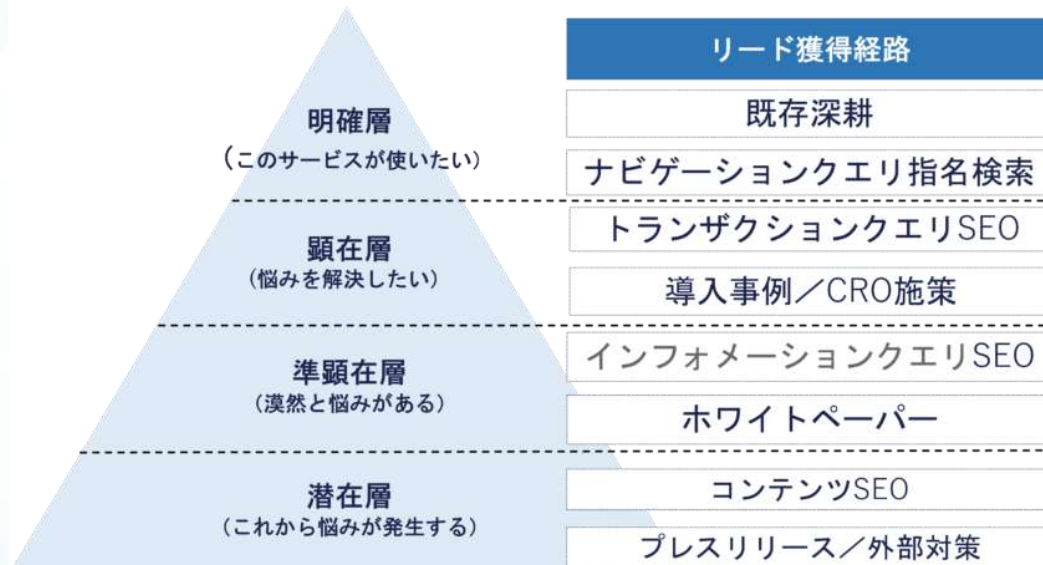 リード獲得経路
明確層
(このサービスが使いたい)
既存深耕
ナビゲーションクエリ指名検索
顕在層
(悩みを解決したい)
トランザクションクエリSEO
導入事例／CRO施策
準顕在層
(漠然と悩みがある)
インフォメーションクエリSEO
ホワイトペーパー
潜在層
(これから悩みが発生する)
コンテンツSEO
プレスリリース／外部対策